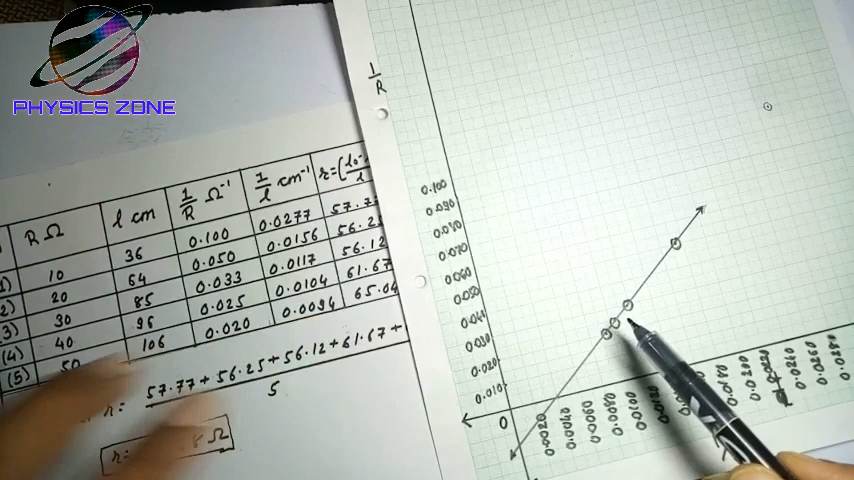 PHYSICS ZONE
R Ω   l cm   1/R Ω⁻¹   1/l cm⁻¹
10   36   0.100   0.0277
(2)   20   64   0.050   0.0156   56.25
(3)   30   85   0.033   0.0117   56.12
(4)   40   96   0.025   0.0104   61.67
(5)   50   106   0.020   0.0094   65.04
r = 57.77 + 56.25 + 56.12 + 61.67 +
5
r= Ω
1/R
0.100
0.090
0.080
0.070
0.060
0.050
0.040
0.030
0.020
0.010
0
0.0020
0.0040
0.0060
0.0080
0.0100
0.0120
0.0180
0.0200
0.0240
0.0260
0.0280